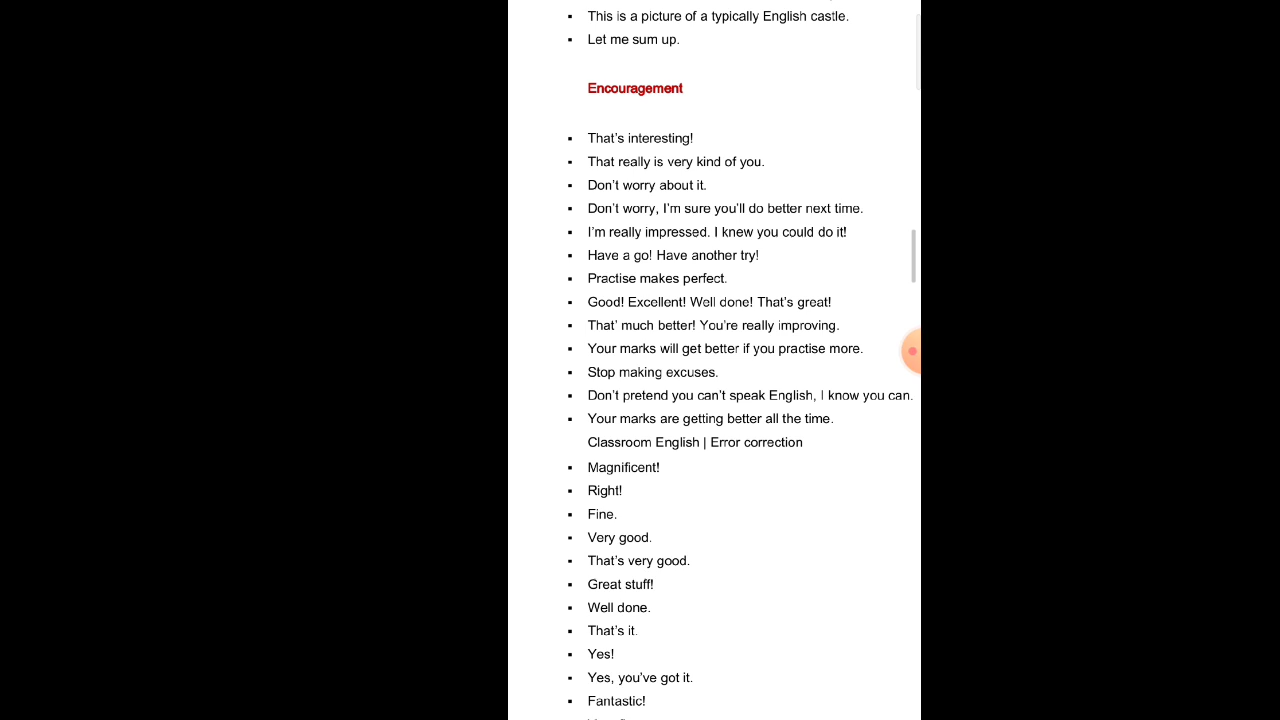 ▪ This is a picture of a typically English castle.
▪ Let me sum up.
Encouragement
▪ That’s interesting!
▪ That really is very kind of you.
▪ Don’t worry about it.
▪ Don’t worry, I’m sure you’ll do better next time.
▪ I’m really impressed. I knew you could do it!
▪ Have a go! Have another try!
▪ Practise makes perfect.
▪ Good! Excellent! Well done! That’s great!
▪ That’ much better! You’re really improving.
▪ Your marks will get better if you practise more.
▪ Stop making excuses.
▪ Don’t pretend you can’t speak English, I know you can.
▪ Your marks are getting better all the time.
Classroom English | Error correction
▪ Magnificent!
▪ Right!
▪ Fine.
▪ Very good.
▪ That’s very good.
▪ Great stuff!
▪ Well done.
▪ That’s it.
▪ Yes!
▪ Yes, you’ve got it.
▪ Fantastic!